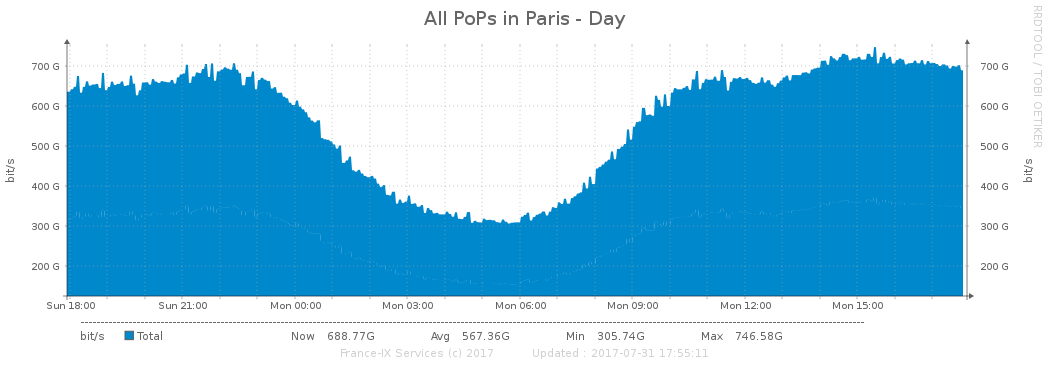 All PoPs in Paris - Day
RRDTOOL / TOBI OETIKER
bit/s
700 G
600 G
500 G
400 G
300 G
200 G
700 G
600 G
500 G
400 G
300 G
200 G
bit/s
Sun 18:00 Sun 21:00 Mon 00:00 Mon 03:00 Mon 06:00 Mon 09:00 Mon 12:00 Mon 15:00
bit/s Total Now 688.77G Avg 567.36G Min 305.74G Max 746.58G
France-IX Services (c) 2017 Updated : 2017-07-31 17:55:11